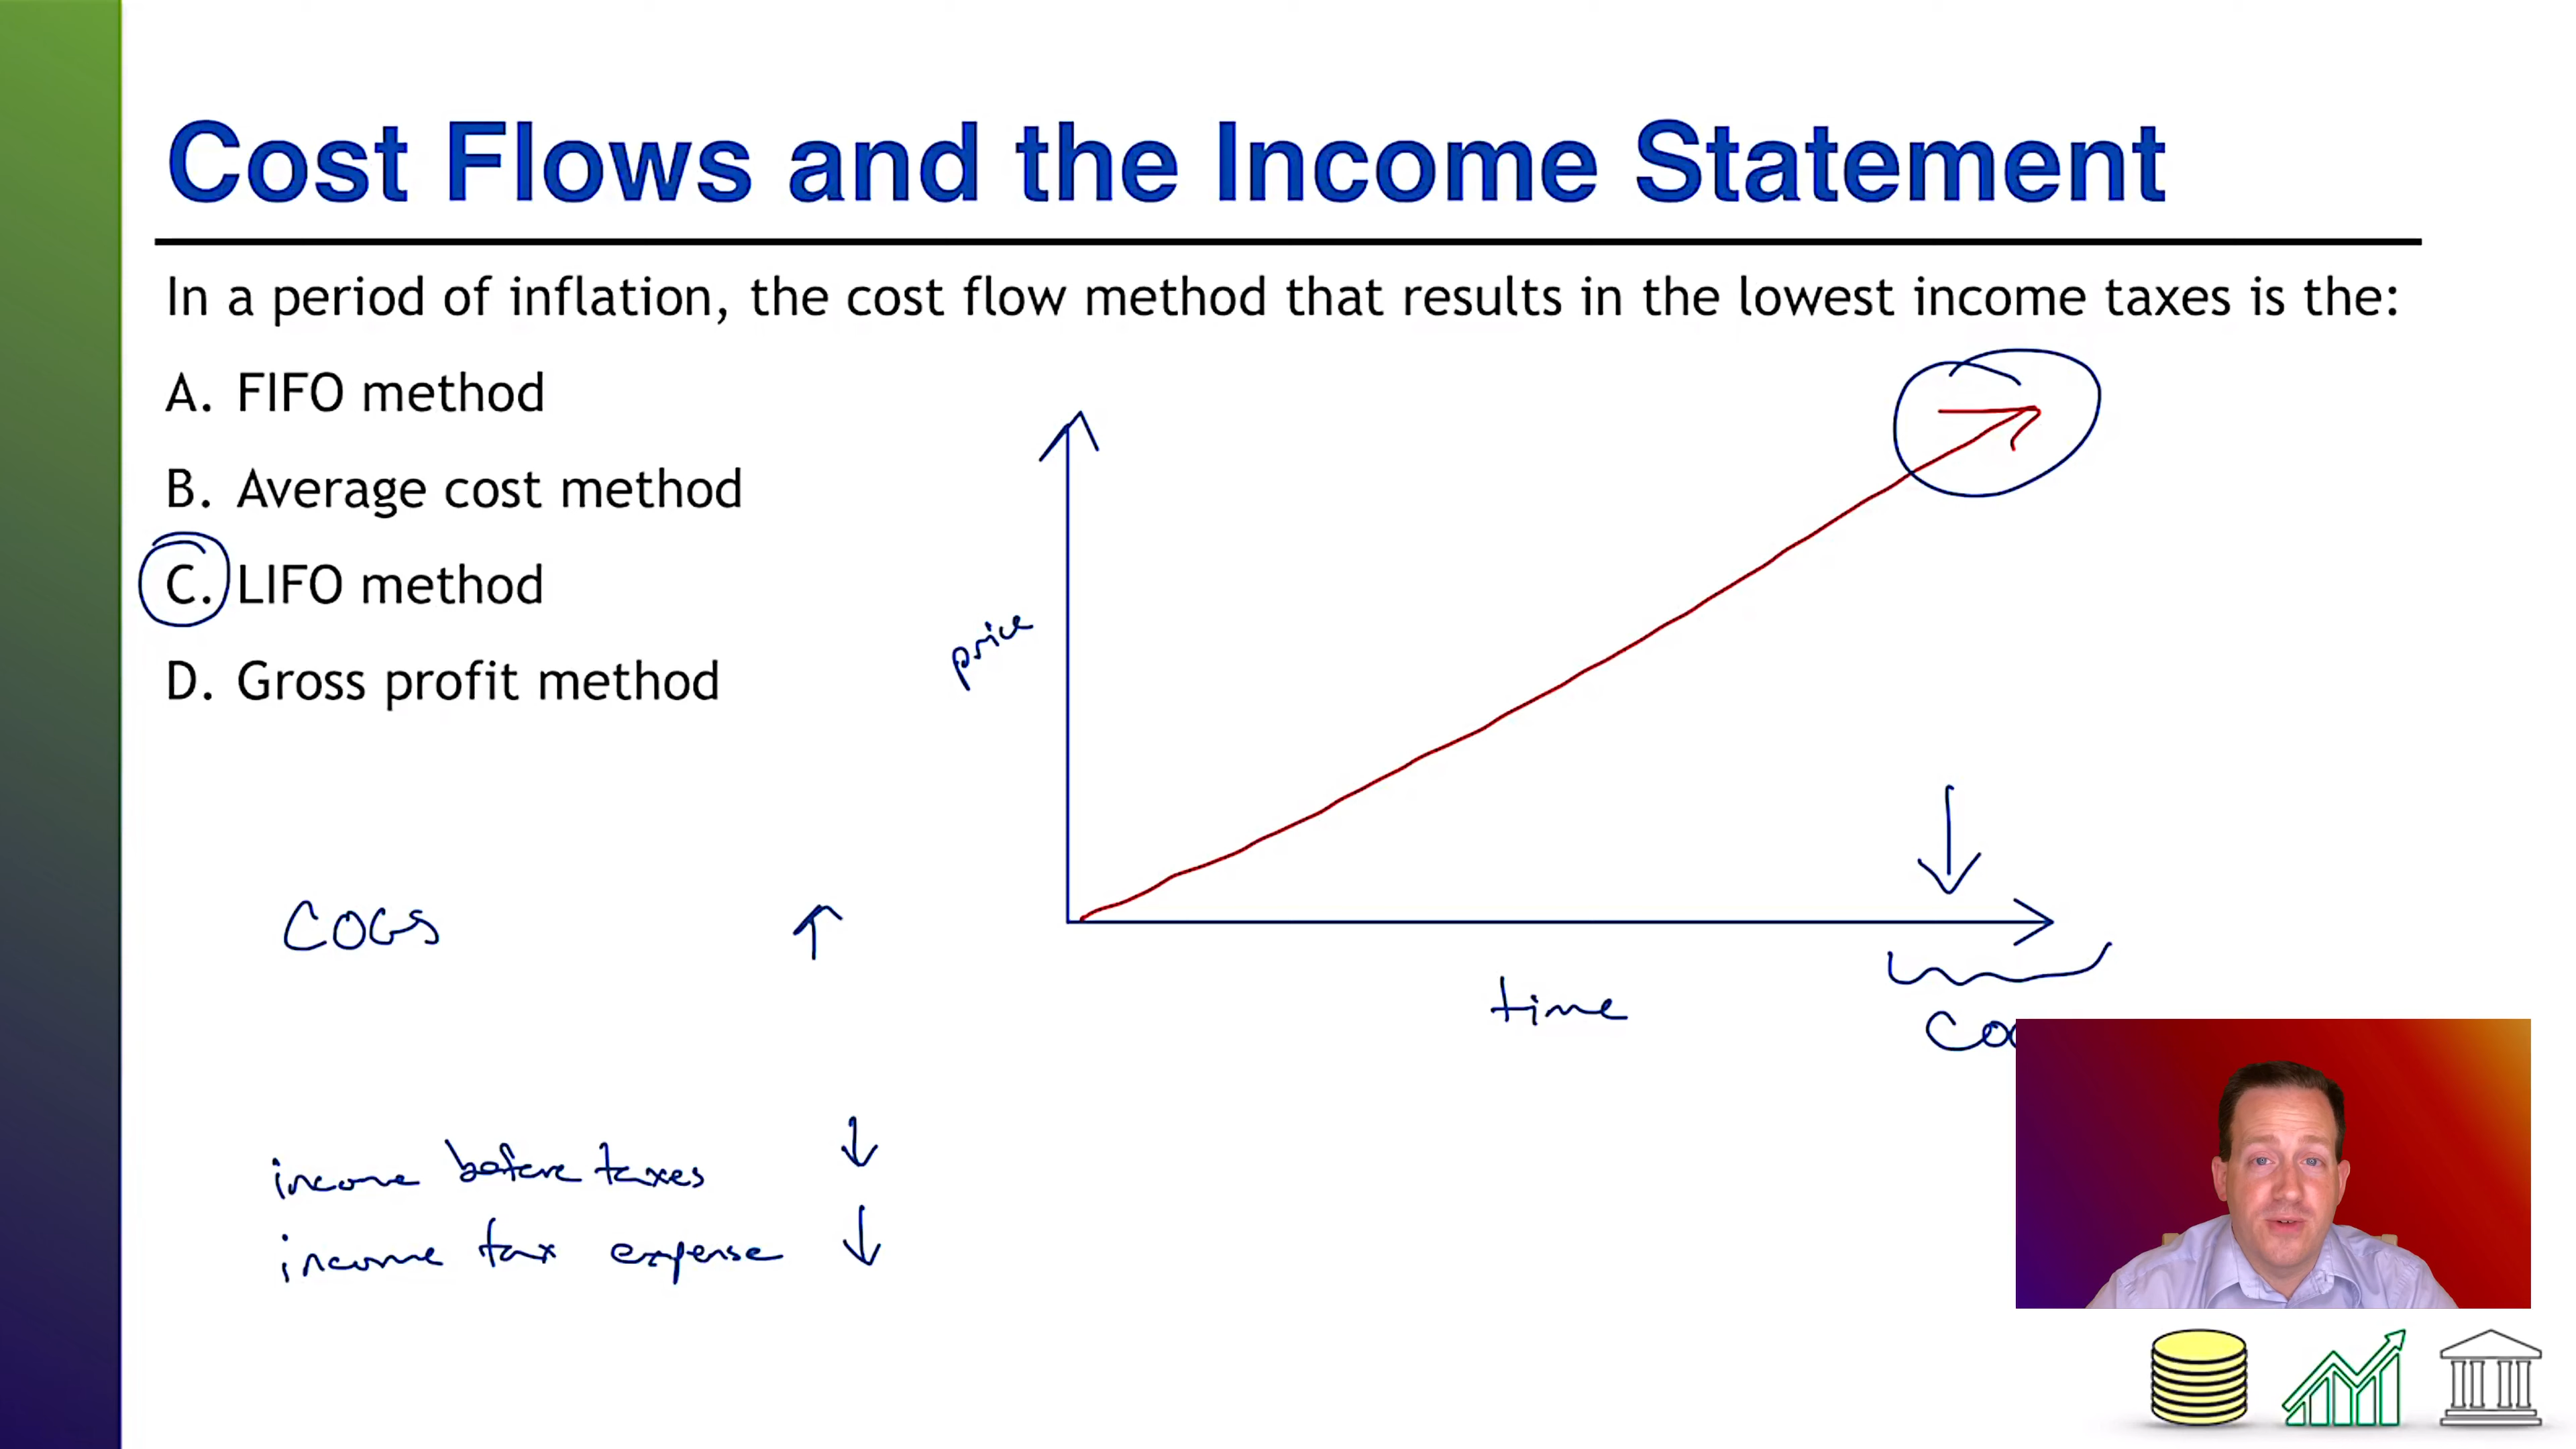 Cost Flows and the Income Statement
In a period of inflation, the cost flow method that results in the lowest income taxes is the:
A. FIFO method
B. Average cost method
C. LIFO method
D. Gross profit method
price
time
COGS
income before taxes
income tax expense